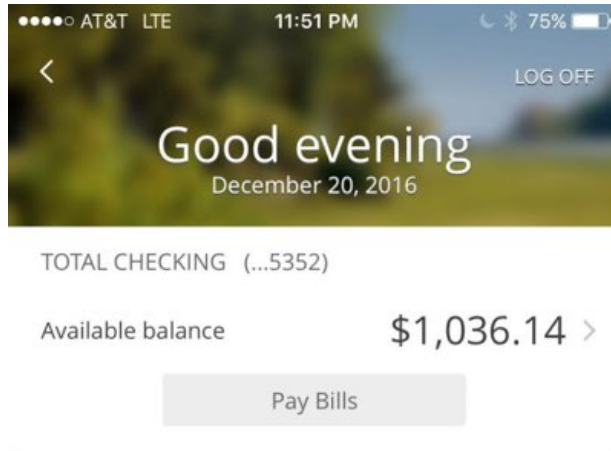 AT&T LTE 11:51 PM 75%
LOG OFF
Good evening
December 20, 2016
TOTAL CHECKING (...5352)
Available balance $1,036.14
Pay Bills